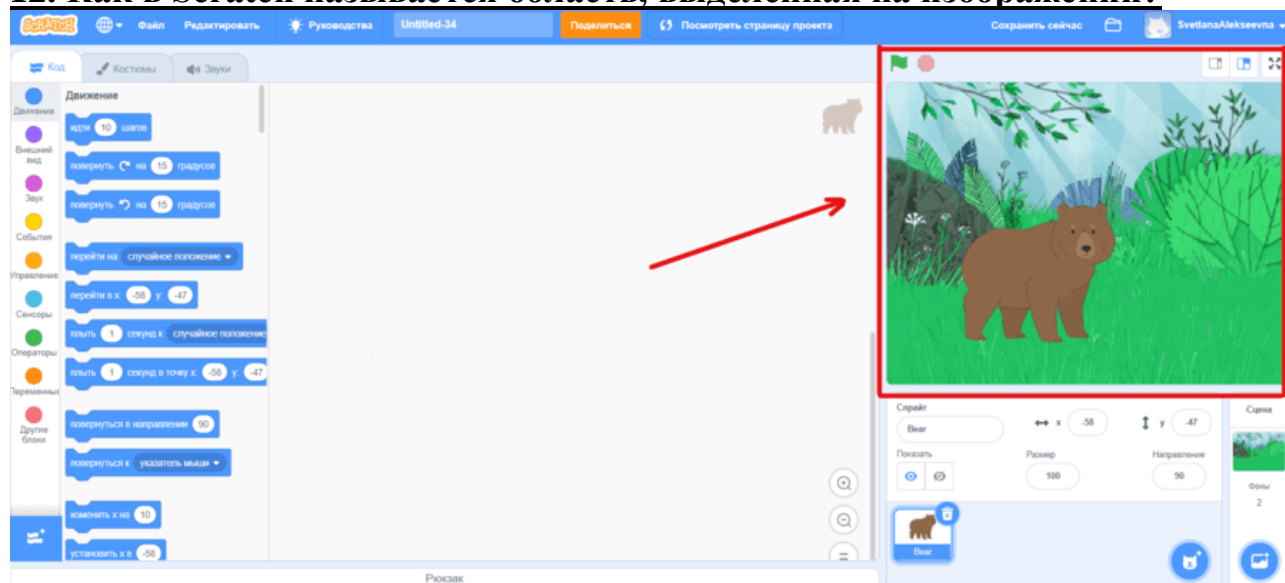 12. Как в Scratch называется область, выделенная на изображении?
SCRATCH Файл Редактировать Руководства Untitled-34 Поделиться Посмотреть страницу проекта Сохранить сейчас SvetlanaAlekseevna
Код Костюмы Звуки
Движение
Внешний вид
Звук
События
Управление
Сенсоры
Операторы
Переменные
Другие блоки
Движение
идти 10 шагов
повернуть на 15 градусов
повернуть на 15 градусов
перейти на случайное положение
перейти в x: -58 y: -47
плыть 1 секунд к случайное положение
плыть 1 секунд в точку x: -58 y: -47
повернуться в направлении 90
повернуться к указатель мыши
изменить x на 10
установить x в -58
Рюкзак
Спрайт
Bear x -58 y -47
Показать Размер Направление
100 90
Bear
Сцена
Фоны
2